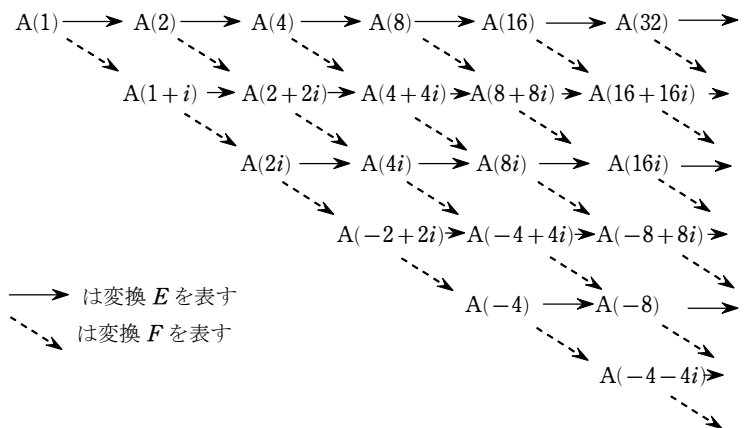 A(1) A(2) A(4) A(8) A(16) A(32)
A(1+i) A(2+2i) A(4+4i) A(8+8i) A(16+16i)
A(2i) A(4i) A(8i) A(16i)
A(−2+2i) A(−4+4i) A(−8+8i)
は変換 E を表す
A(−4) A(−8)
は変換 F を表す
A(−4−4i)